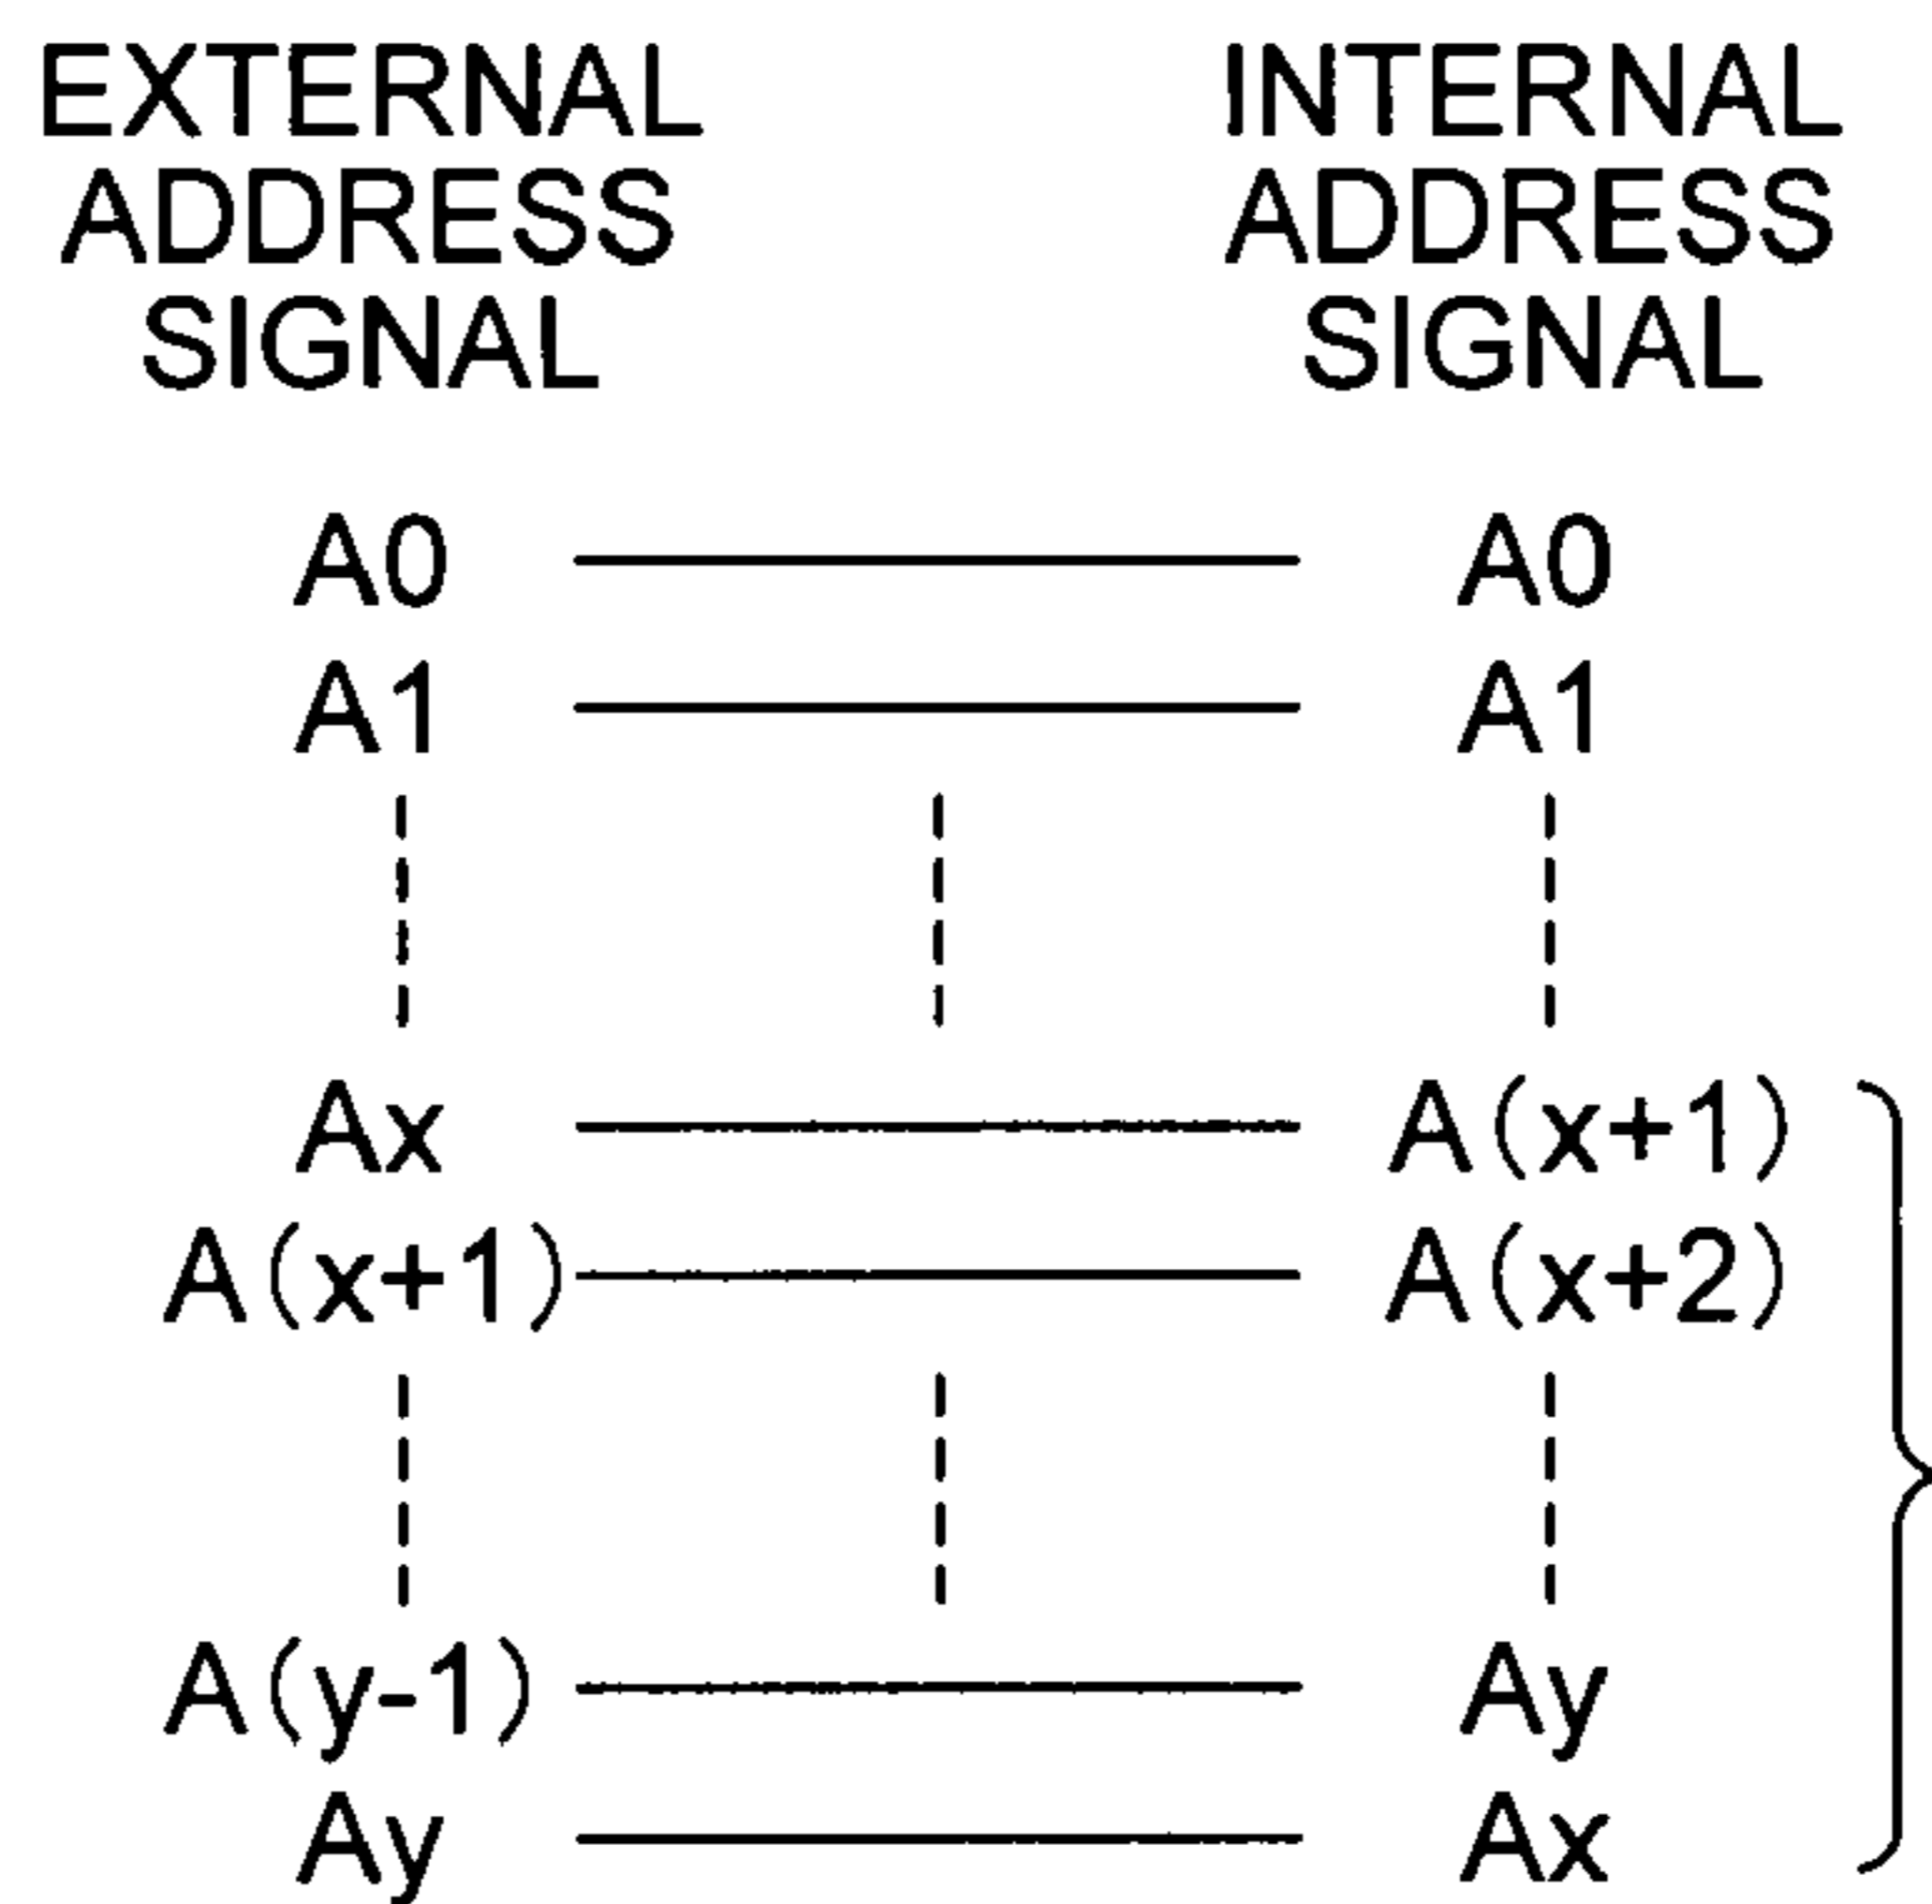 EXTERNAL ADDRESS SIGNAL
INTERNAL ADDRESS SIGNAL
A0 A0
A1 A1
Ax A(x+1)
A(x+1) A(x+2)
A(y-1) Ay
Ay Ax